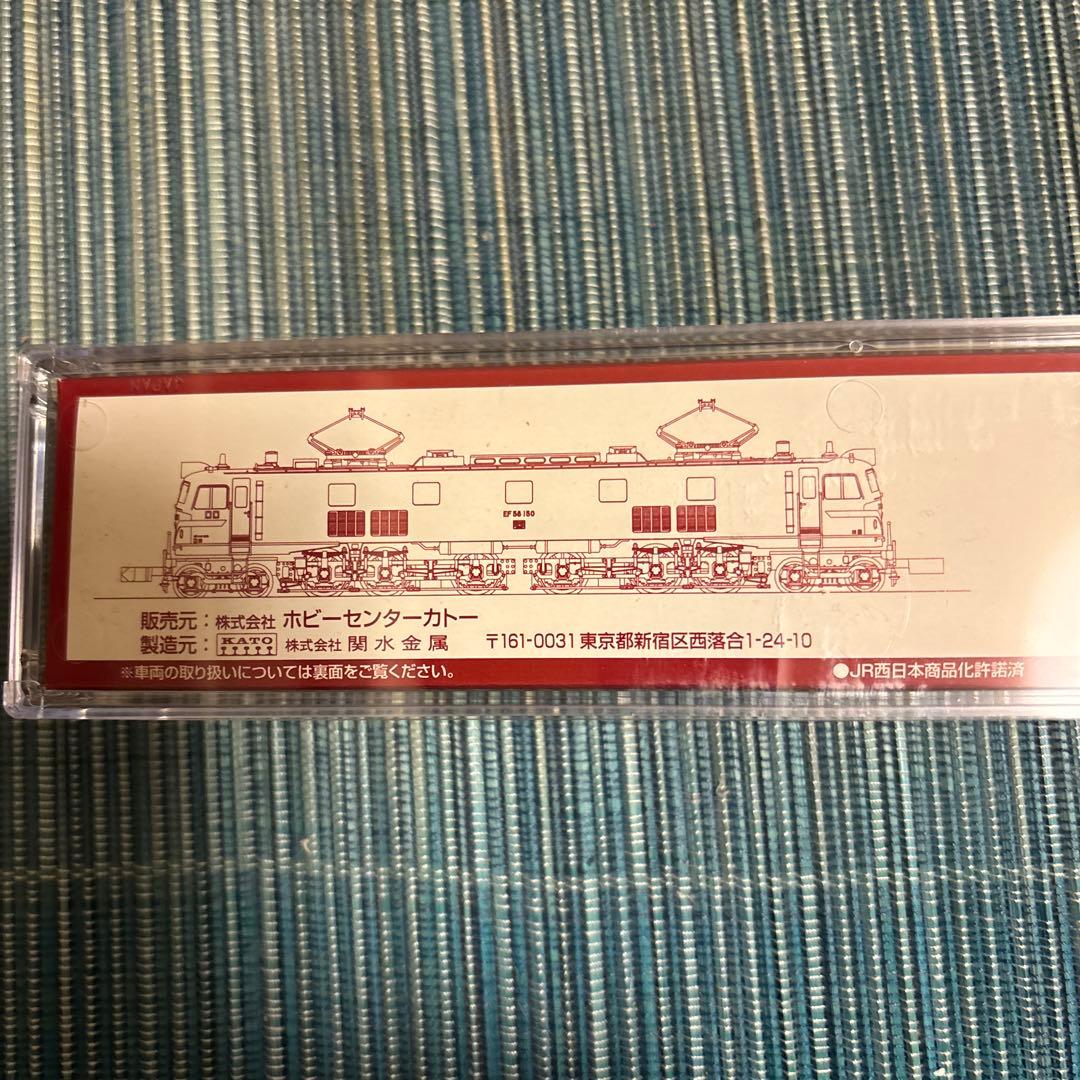 JAPAN
EF58 150
販売元：株式会社 ホビーセンターカトー
製造元：KATO 株式会社 関水金属 〒161-0031 東京都新宿区西落合1-24-10
※車両の取り扱いについては裏面をご覧ください。
●JR西日本商品化許諾済